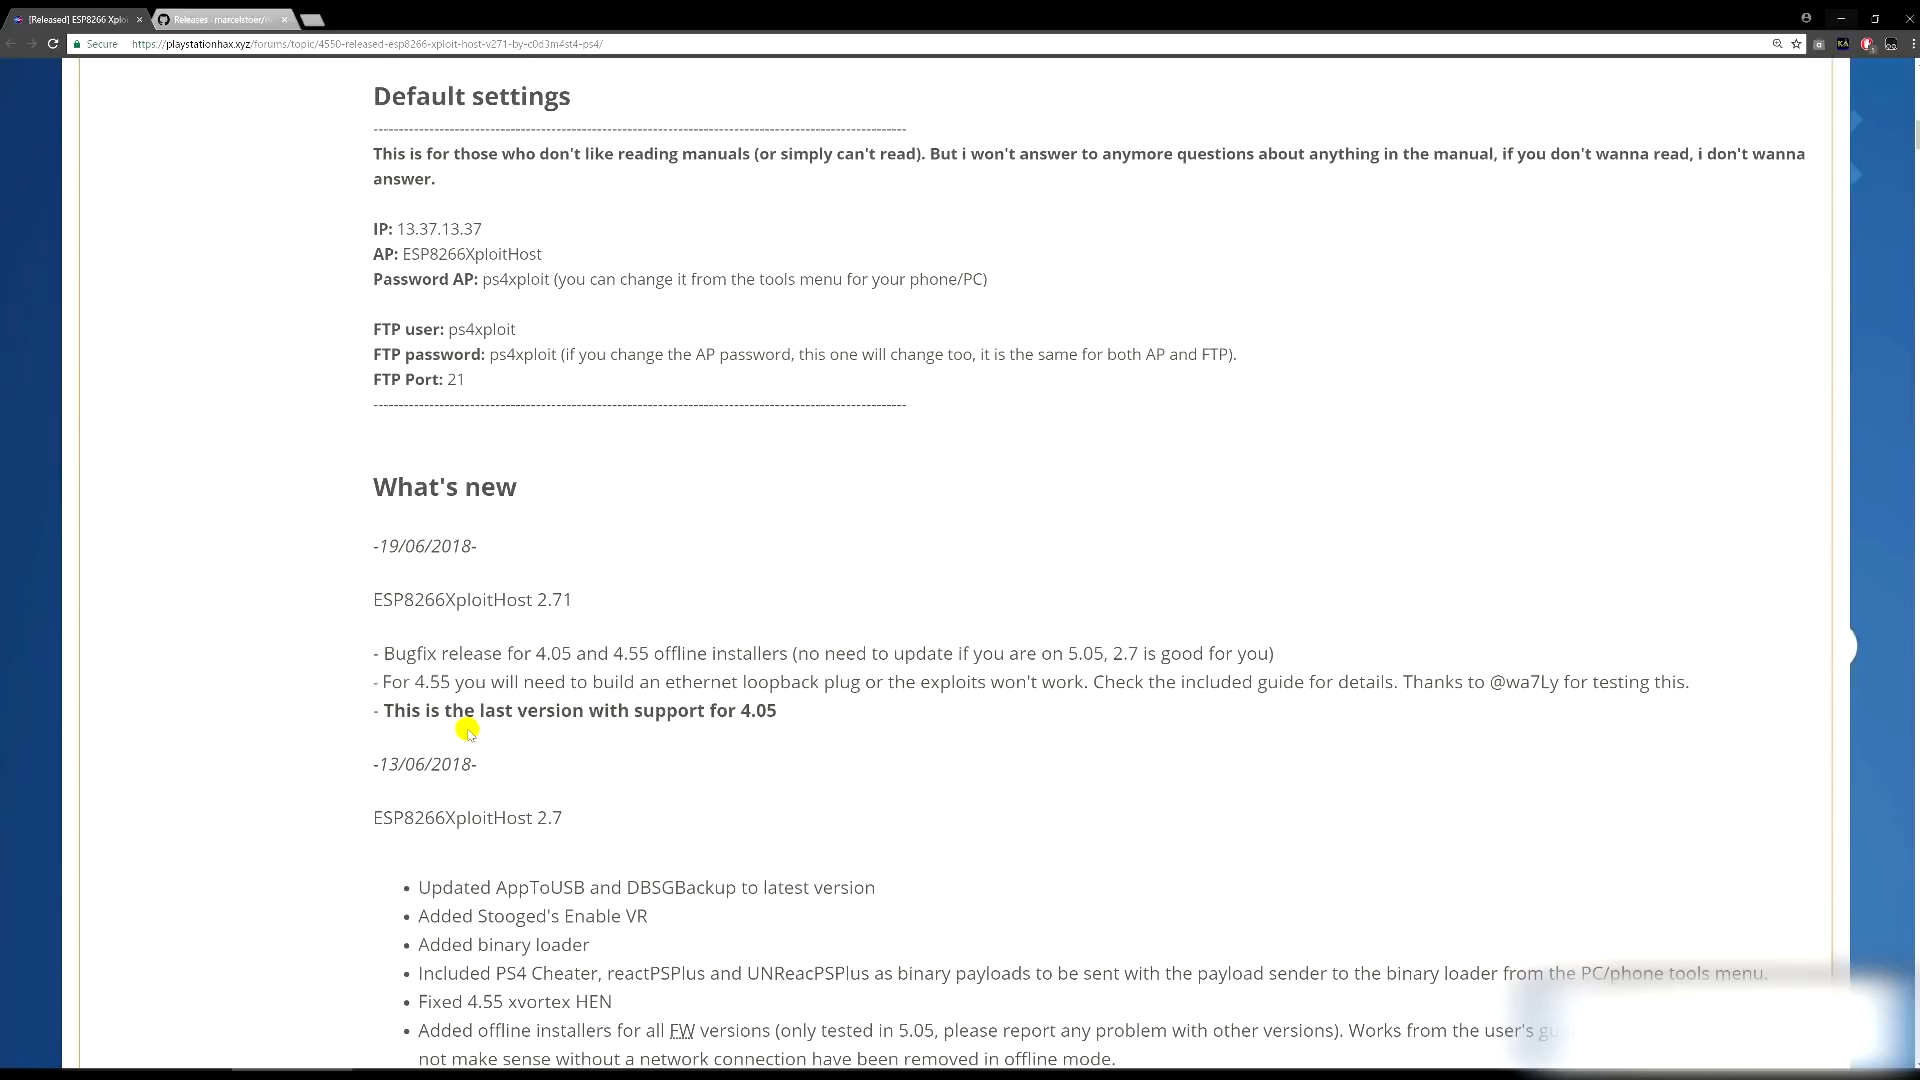 [Released] ESP8266 Xploi
Releases · marcelstoer/n
Secure https://playstationhax.xyz/forums/topic/4550-released-esp8266-xploit-host-v271-by-c0d3m4st4-ps4/
Default settings
----------------------------------------------------------------------------------------------------------
This is for those who don't like reading manuals (or simply can't read). But i won't answer to anymore questions about anything in the manual, if you don't wanna read, i don't wanna
answer.
IP: 13.37.13.37
AP: ESP8266XploitHost
Password AP: ps4xploit (you can change it from the tools menu for your phone/PC)
FTP user: ps4xploit
FTP password: ps4xploit (if you change the AP password, this one will change too, it is the same for both AP and FTP).
FTP Port: 21
----------------------------------------------------------------------------------------------------------
What's new
-19/06/2018-
ESP8266XploitHost 2.71
- Bugfix release for 4.05 and 4.55 offline installers (no need to update if you are on 5.05, 2.7 is good for you)
- For 4.55 you will need to build an ethernet loopback plug or the exploits won't work. Check the included guide for details. Thanks to @wa7Ly for testing this.
- This is the last version with support for 4.05
-13/06/2018-
ESP8266XploitHost 2.7
• Updated AppToUSB and DBSGBackup to latest version
• Added Stooged's Enable VR
• Added binary loader
• Included PS4 Cheater, reactPSPlus and UNReacPSPlus as binary payloads to be sent with the payload sender to the binary loader from the PC/phone tools menu.
• Fixed 4.55 xvortex HEN
• Added offline installers for all FW versions (only tested in 5.05, please report any problem with other versions). Works from the user's
not make sense without a network connection have been removed in offline mode.